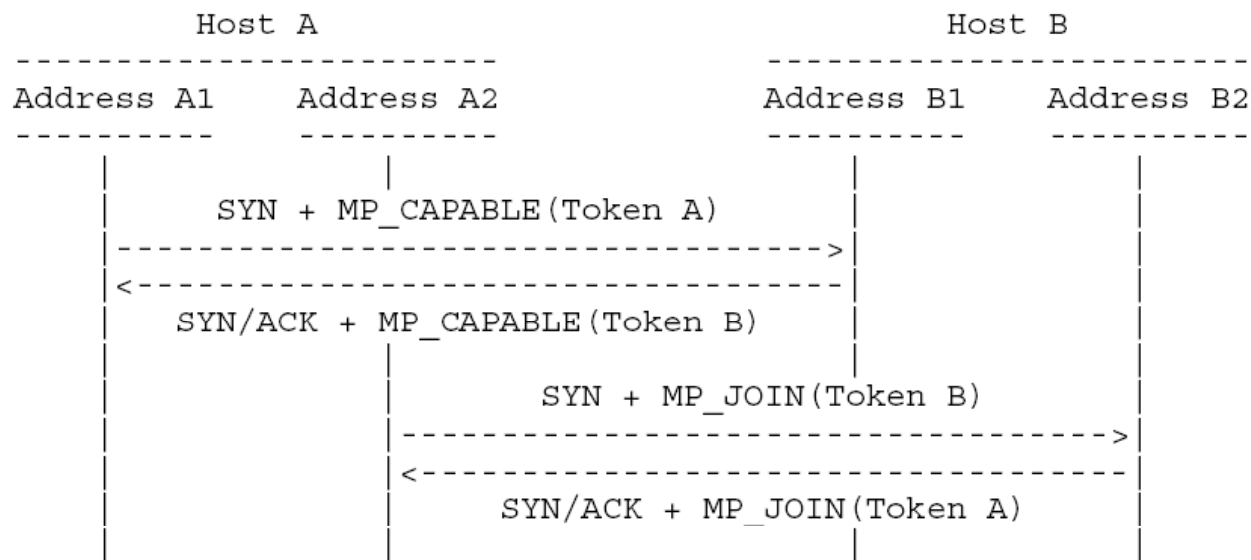 Host A Host B
Address A1 Address A2 Address B1 Address B2
SYN + MP_CAPABLE(Token A)
SYN/ACK + MP_CAPABLE(Token B)
SYN + MP_JOIN(Token B)
SYN/ACK + MP_JOIN(Token A)